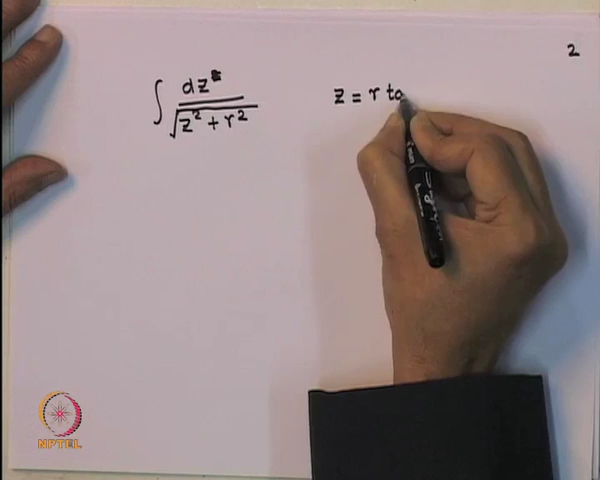 2
∫ dz / √(z² + r²)    z = r ta
NPTEL